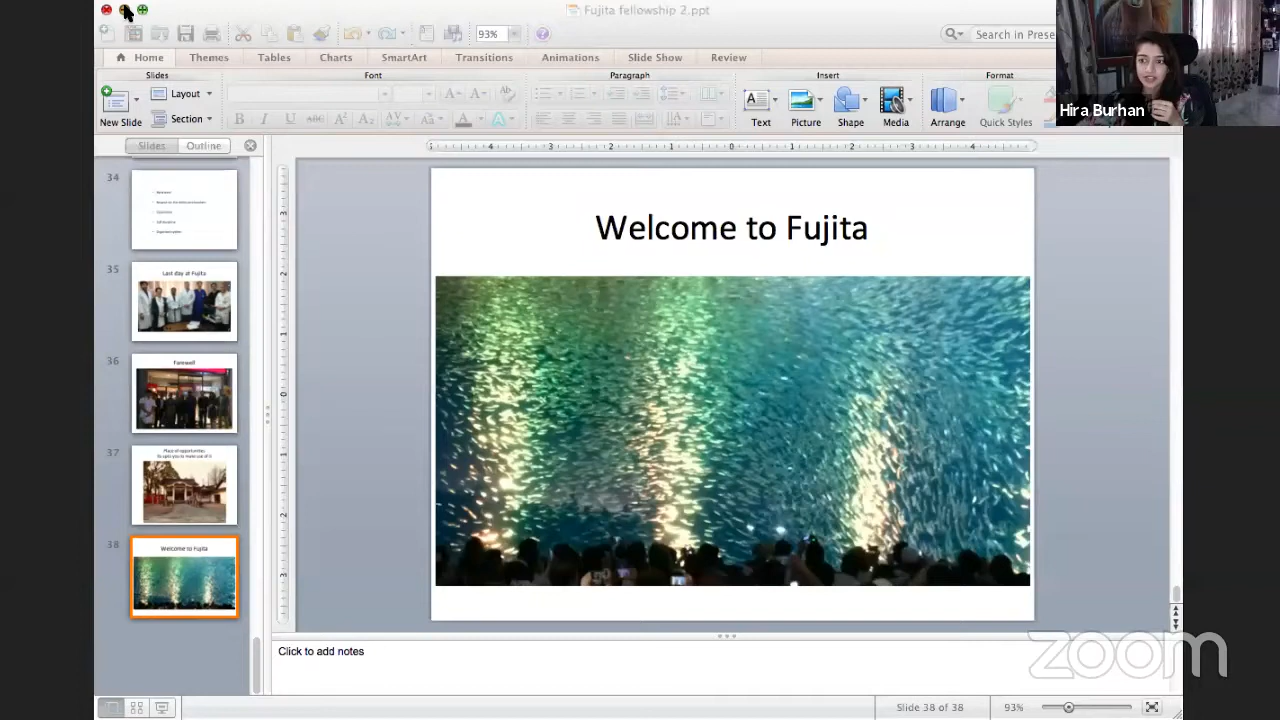 Fujita fellowship 2.ppt
93%
Search in Prese
Home
Themes
Tables
Charts
SmartArt
Transitions
Animations
Slide Show
Review
Slides
Font
Paragraph
Insert
Format
New Slide
Layout
Section
Text
Picture
Shape
Media
Arrange
Quick Styles
Hira Burhan
Slides
Outline
34
35
Last day at Fujita
36
Farewell
37
Place of opportunities
38
Welcome to Fujita
Welcome to Fujita
Click to add notes
Slide 38 of 38
93%
zoom